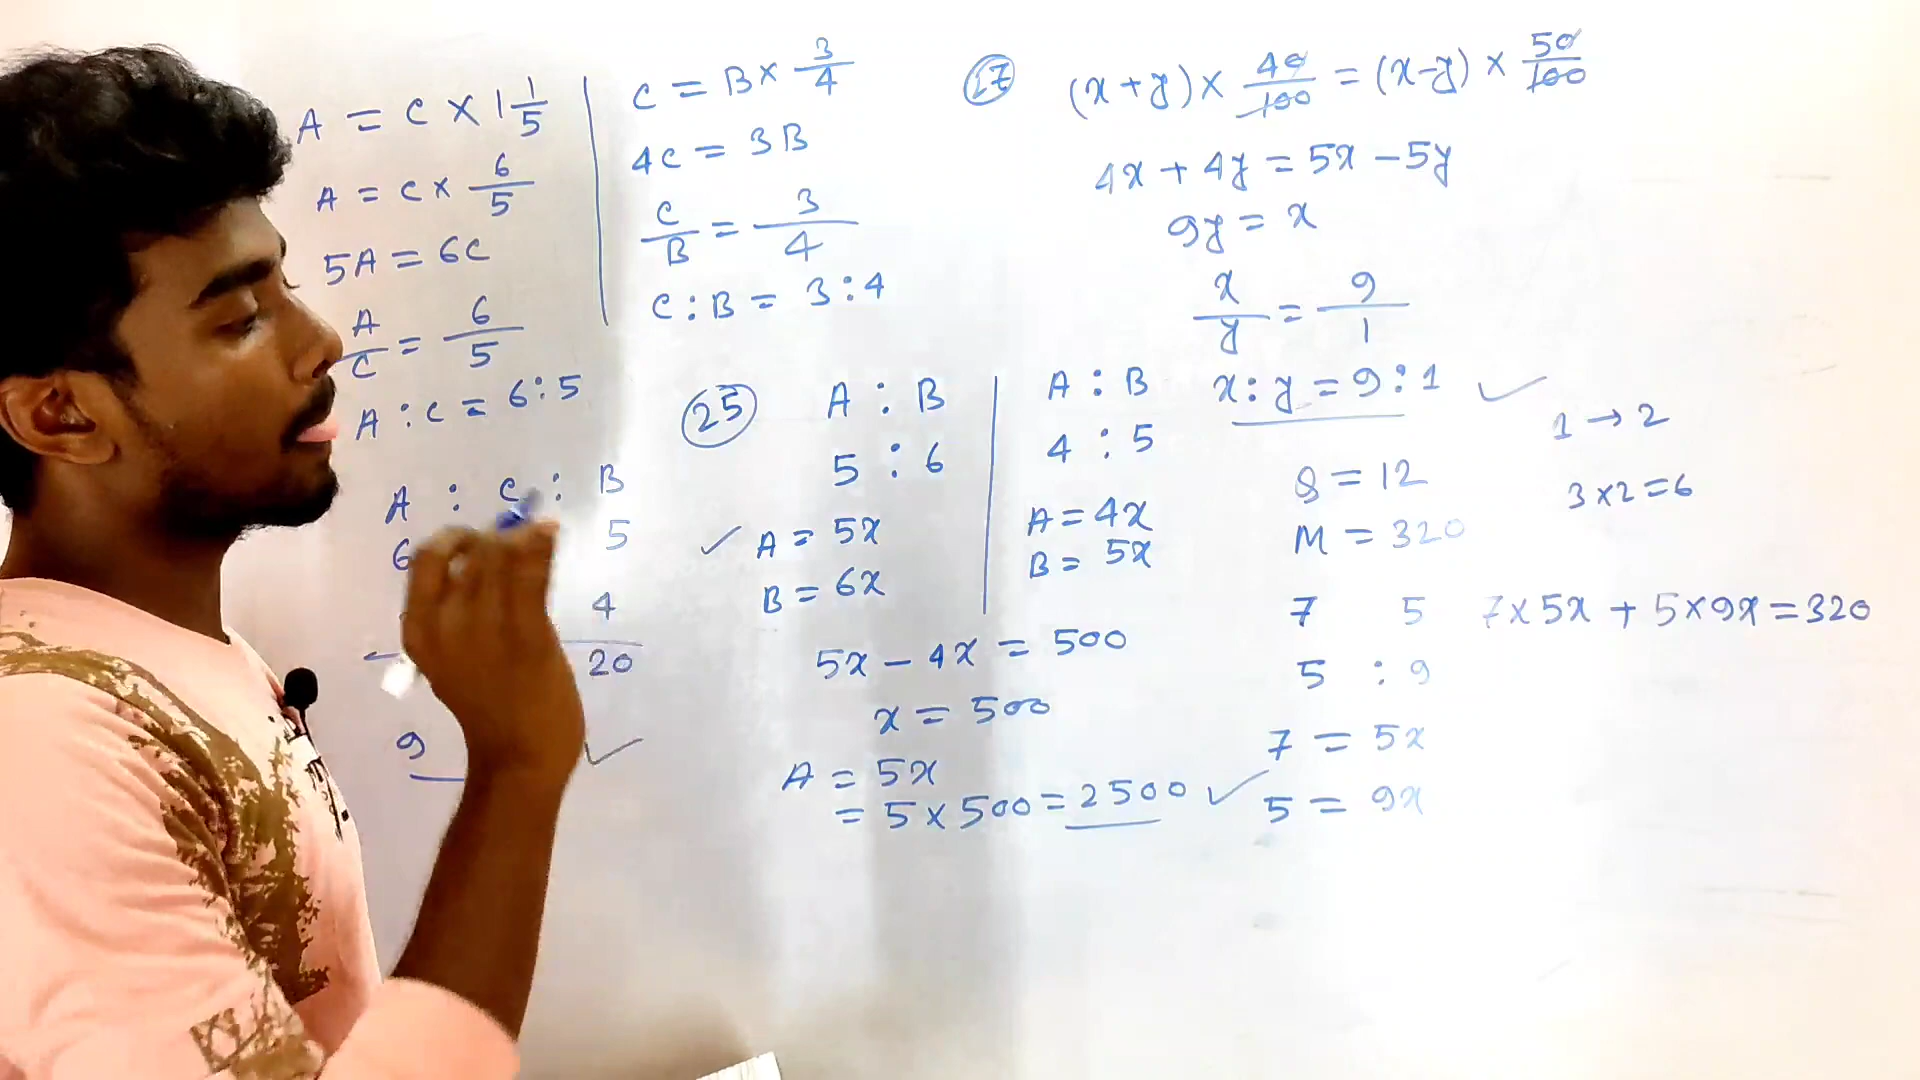 A = C × 1 1/5
A = C × 6/5
5A = 6C
A/C = 6/5
A : C = 6:5
A : C : B
6 5
4
20
9
C = B × 3/4
4C = 3B
C/B = 3/4
C : B = 3:4
17
(x+y) × 40/100 = (x-y) × 50/100
4x + 4y = 5x - 5y
9y = x
x/y = 9/1
x : y = 9:1
25
A : B
5 : 6
A = 5x
B = 6x
A : B
4 : 5
A = 4x
B = 5x
5x - 4x = 500
x = 500
A = 5x
= 5 × 500 = 2500
1 → 2
3 × 2 = 6
= 12
M = 320
7 5
5 : 9
7 = 5x
5 = 9x
7 × 5x + 5 × 9x = 320